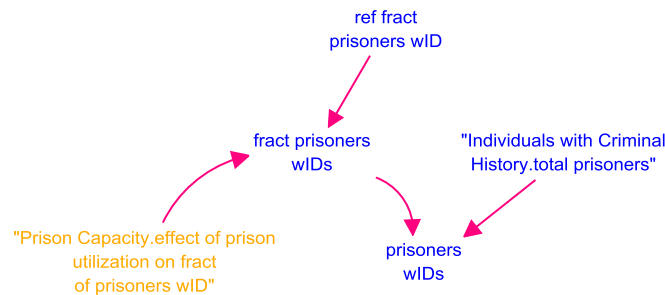 ref fract
prisoners wID
fract prisoners
wIDs
"Individuals with Criminal
History.total prisoners"
"Prison Capacity.effect of prison
utilization on fract
of prisoners wID"
prisoners
wIDs